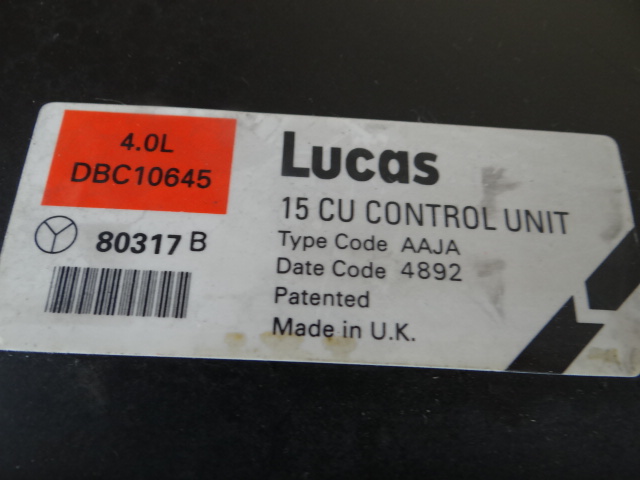 4.0L
DBC10645
80317 B
Lucas
15 CU CONTROL UNIT
Type Code AAJA
Date Code 4892
Patented
Made in U.K.